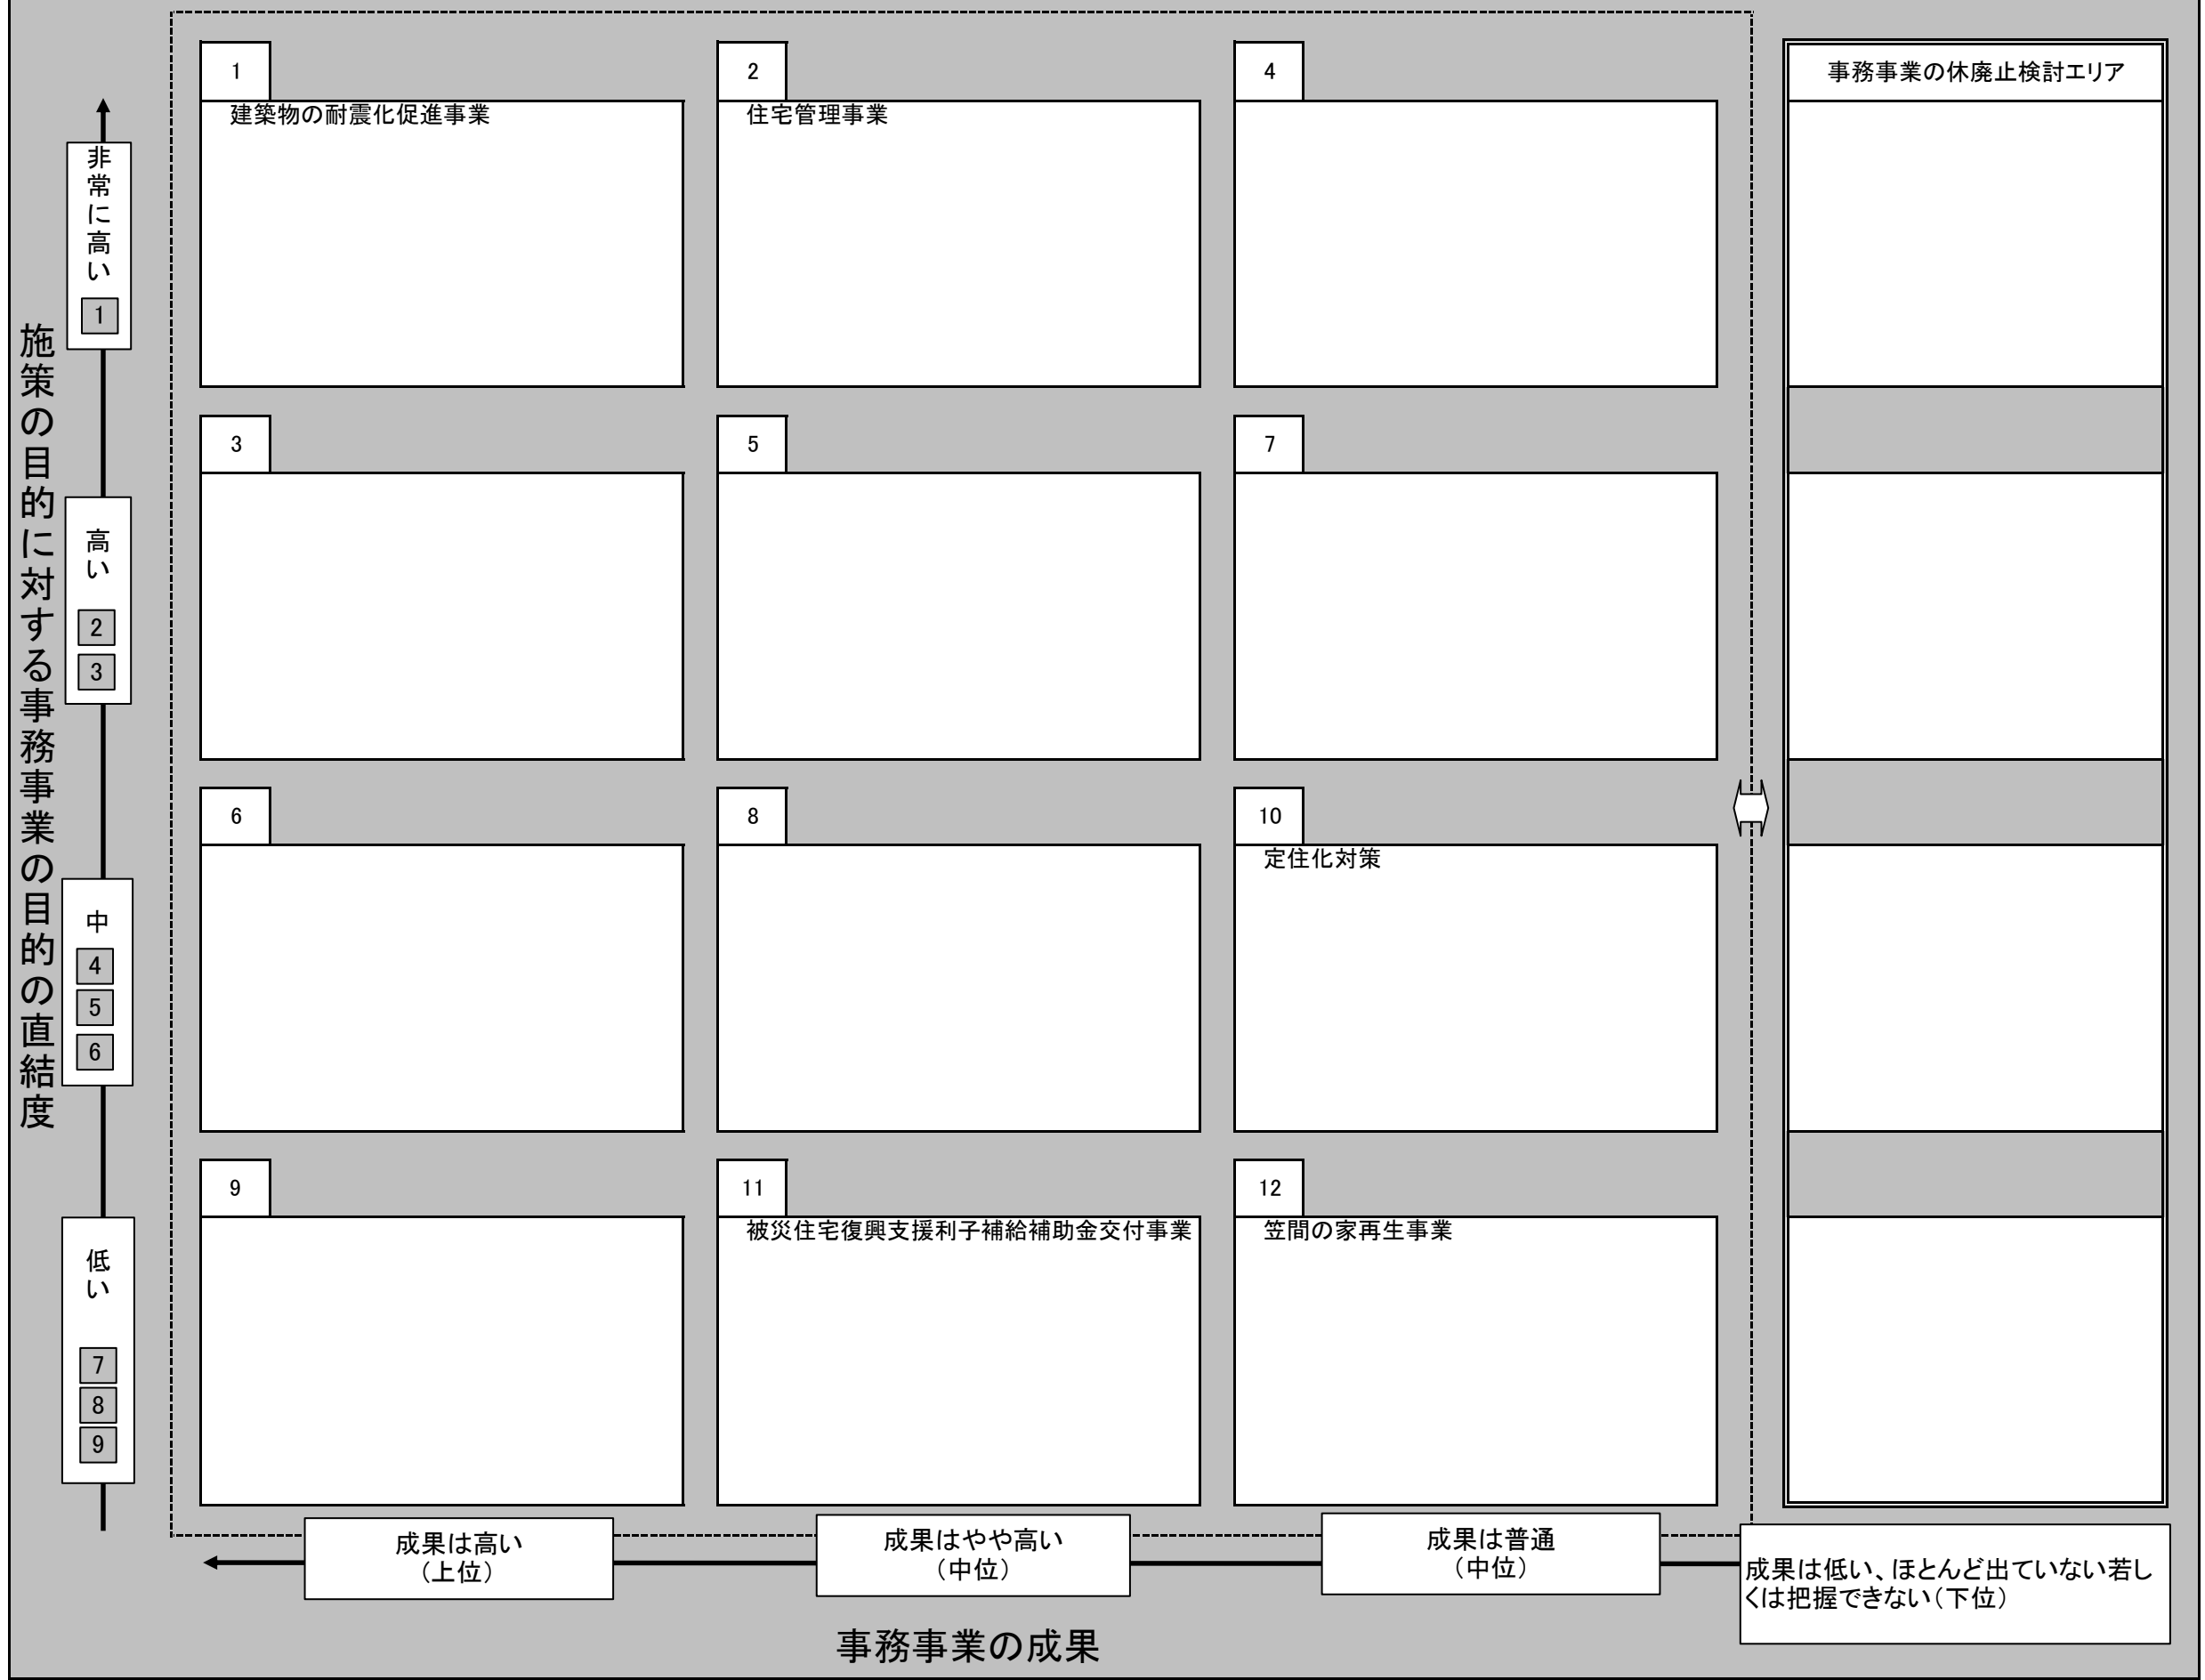 施策の目的に対する事務事業の目的の直結度
非常に高い
1
高い
2
3
中
4
5
6
低い
7
8
9
1
建築物の耐震化促進事業
2
住宅管理事業
4
事務事業の休廃止検討エリア
3
5
7
6
8
10
定住化対策
9
11
被災住宅復興支援利子補給補助金交付事業
12
笠間の家再生事業
成果は高い
（上位）
成果はやや高い
（中位）
成果は普通
（中位）
成果は低い、ほとんど出ていない若し
くは把握できない（下位）
事務事業の成果